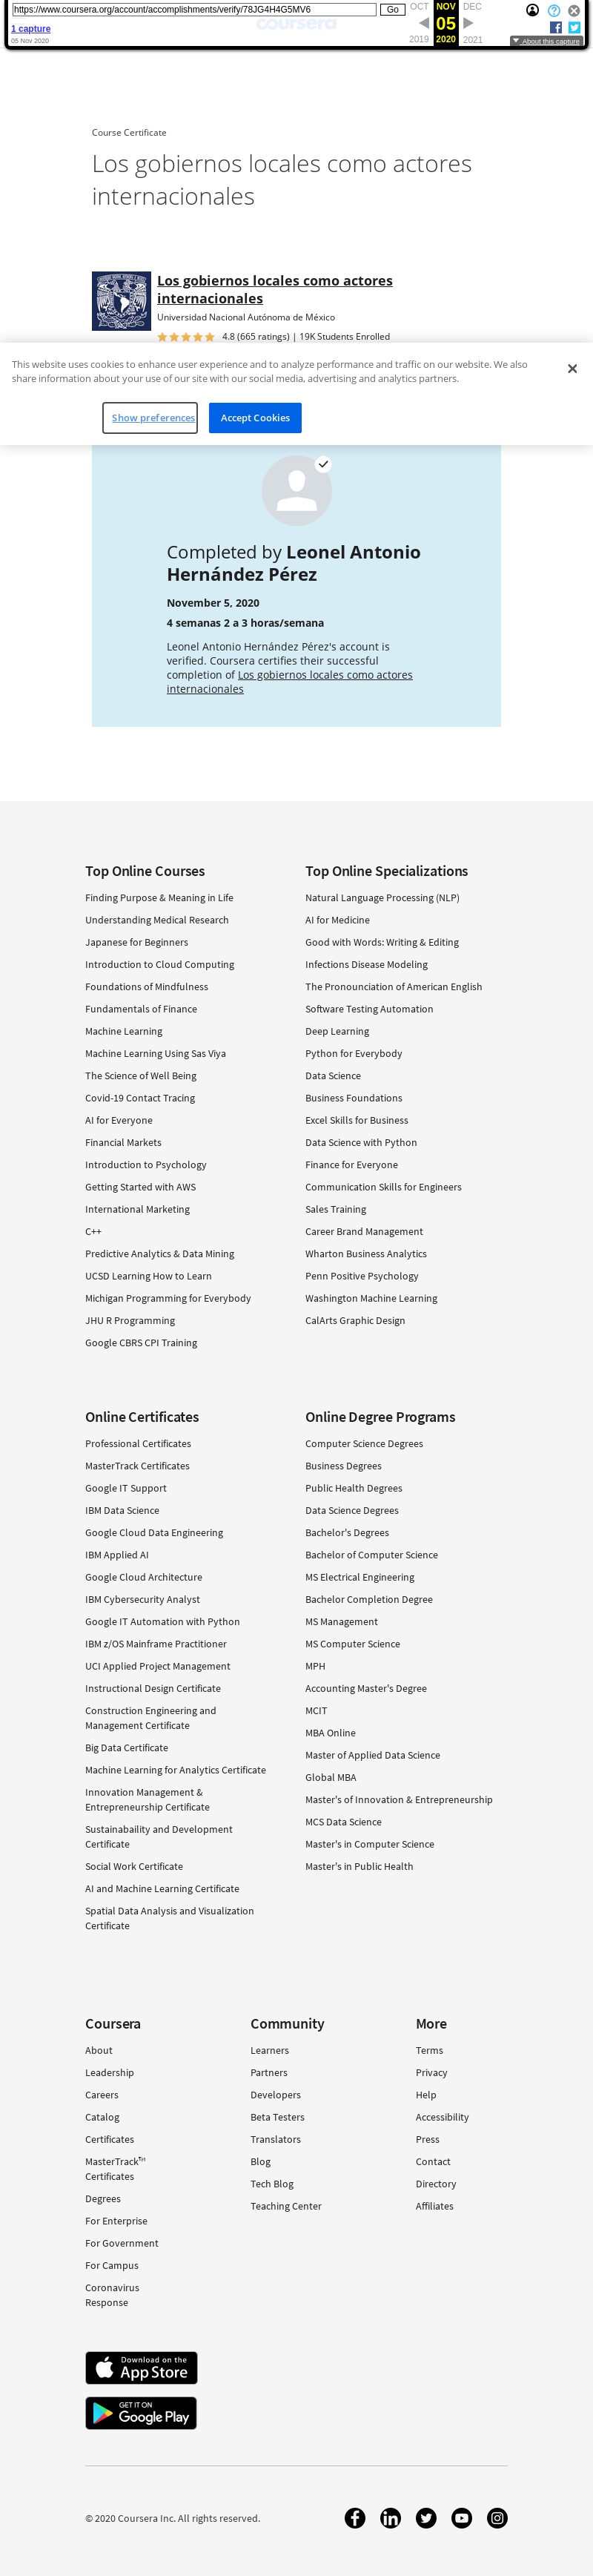 https://www.coursera.org/account/accomplishments/verify/78JG4H4G5MV6
Go
OCT
NOV
DEC
05
2019
2020
2021
1 capture
05 Nov 2020
About this capture
coursera
Course Certificate
Los gobiernos locales como actores
internacionales
Los gobiernos locales como actores
internacionales
Universidad Nacional Autónoma de México
4.8 (665 ratings) | 19K Students Enrolled
This website uses cookies to enhance user experience and to analyze performance and traffic on our website. We also
share information about your use of our site with our social media, advertising and analytics partners.
Show preferences
Accept Cookies
Completed by Leonel Antonio
Hernández Pérez
November 5, 2020
4 semanas 2 a 3 horas/semana
Leonel Antonio Hernández Pérez's account is
verified. Coursera certifies their successful
completion of Los gobiernos locales como actores
internacionales
Top Online Courses
Finding Purpose & Meaning in Life
Understanding Medical Research
Japanese for Beginners
Introduction to Cloud Computing
Foundations of Mindfulness
Fundamentals of Finance
Machine Learning
Machine Learning Using Sas Viya
The Science of Well Being
Covid-19 Contact Tracing
AI for Everyone
Financial Markets
Introduction to Psychology
Getting Started with AWS
International Marketing
C++
Predictive Analytics & Data Mining
UCSD Learning How to Learn
Michigan Programming for Everybody
JHU R Programming
Google CBRS CPI Training
Top Online Specializations
Natural Language Processing (NLP)
AI for Medicine
Good with Words: Writing & Editing
Infections Disease Modeling
The Pronounciation of American English
Software Testing Automation
Deep Learning
Python for Everybody
Data Science
Business Foundations
Excel Skills for Business
Data Science with Python
Finance for Everyone
Communication Skills for Engineers
Sales Training
Career Brand Management
Wharton Business Analytics
Penn Positive Psychology
Washington Machine Learning
CalArts Graphic Design
Online Certificates
Professional Certificates
MasterTrack Certificates
Google IT Support
IBM Data Science
Google Cloud Data Engineering
IBM Applied AI
Google Cloud Architecture
IBM Cybersecurity Analyst
Google IT Automation with Python
IBM z/OS Mainframe Practitioner
UCI Applied Project Management
Instructional Design Certificate
Construction Engineering and
Management Certificate
Big Data Certificate
Machine Learning for Analytics Certificate
Innovation Management &
Entrepreneurship Certificate
Sustainabaility and Development
Certificate
Social Work Certificate
AI and Machine Learning Certificate
Spatial Data Analysis and Visualization
Certificate
Online Degree Programs
Computer Science Degrees
Business Degrees
Public Health Degrees
Data Science Degrees
Bachelor's Degrees
Bachelor of Computer Science
MS Electrical Engineering
Bachelor Completion Degree
MS Management
MS Computer Science
MPH
Accounting Master's Degree
MCIT
MBA Online
Master of Applied Data Science
Global MBA
Master's of Innovation & Entrepreneurship
MCS Data Science
Master's in Computer Science
Master's in Public Health
Coursera
About
Leadership
Careers
Catalog
Certificates
MasterTrack™
Certificates
Degrees
For Enterprise
For Government
For Campus
Coronavirus
Response
Community
Learners
Partners
Developers
Beta Testers
Translators
Blog
Tech Blog
Teaching Center
More
Terms
Privacy
Help
Accessibility
Press
Contact
Directory
Affiliates
Download on the
App Store
GET IT ON
Google Play
© 2020 Coursera Inc. All rights reserved.